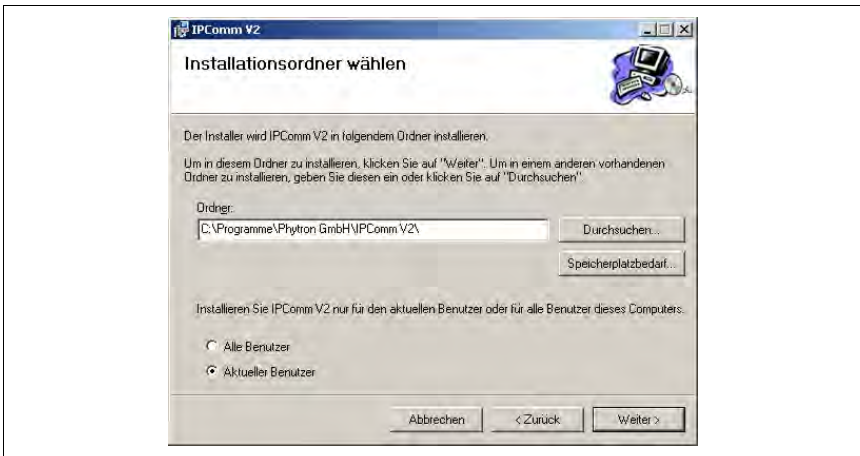 IPComm V2
Installationsordner wählen
Der Installer wird IPComm V2 in folgendem Ordner installieren.
Um in diesem Ordner zu installieren, klicken Sie auf "Weiter". Um in einem anderen vorhandenen
Ordner zu installieren, geben Sie diesen ein oder klicken Sie auf "Durchsuchen".
Ordner:
C:\Programme\Phytron GmbH\IPComm V2\
Durchsuchen...
Speicherplatzbedarf...
Installieren Sie IPComm V2 nur für den aktuellen Benutzer oder für alle Benutzer dieses Computers.
Alle Benutzer
Aktueller Benutzer
Abbrechen
< Zurück
Weiter >